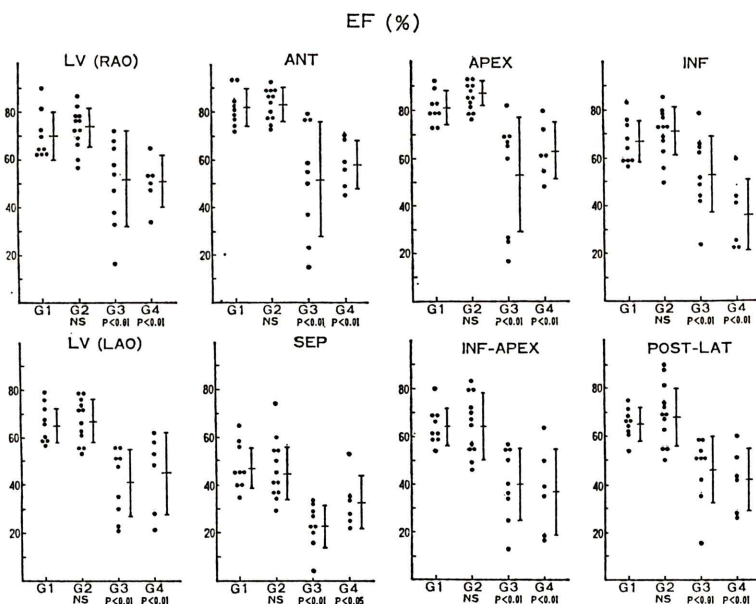 EF (%)
LV (RAO)
ANT
APEX
INF
80
60
40
20
G1 G2 G3 G4
NS P<0.01 P<0.01
80
60
40
20
G1 G2 G3 G4
NS P<0.01 P<0.01
80
60
40
20
G1 G2 G3 G4
NS P<0.01 P<0.01
80
60
40
20
G1 G2 G3 G4
NS P<0.01 P<0.01
LV (LAO)
SEP
INF-APEX
POST-LAT
80
60
40
20
G1 G2 G3 G4
NS P<0.01 P<0.01
80
60
40
20
G1 G2 G3 G4
NS P<0.01 P<0.05
80
60
40
20
G1 G2 G3 G4
NS P<0.01 P<0.01
80
60
40
20
G1 G2 G3 G4
NS P<0.01 P<0.01